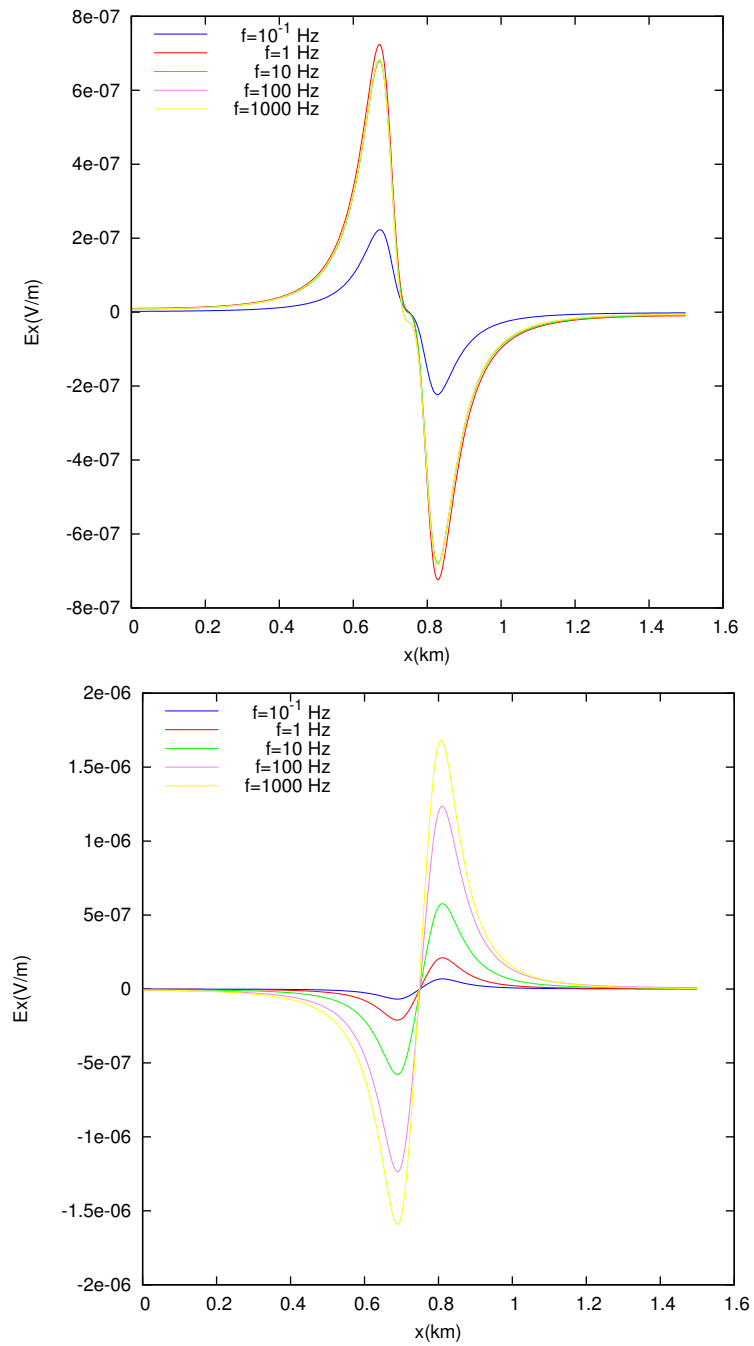 8e-07
6e-07
4e-07
2e-07
0
-2e-07
-4e-07
-6e-07
-8e-07
Ex(V/m)
f=10⁻¹ Hz
f=1 Hz
f=10 Hz
f=100 Hz
f=1000 Hz
0 0.2 0.4 0.6 0.8 1 1.2 1.4 1.6
x(km)
2e-06
1.5e-06
1e-06
5e-07
0
-5e-07
-1e-06
-1.5e-06
-2e-06
Ex(V/m)
f=10⁻¹ Hz
f=1 Hz
f=10 Hz
f=100 Hz
f=1000 Hz
0 0.2 0.4 0.6 0.8 1 1.2 1.4 1.6
x(km)